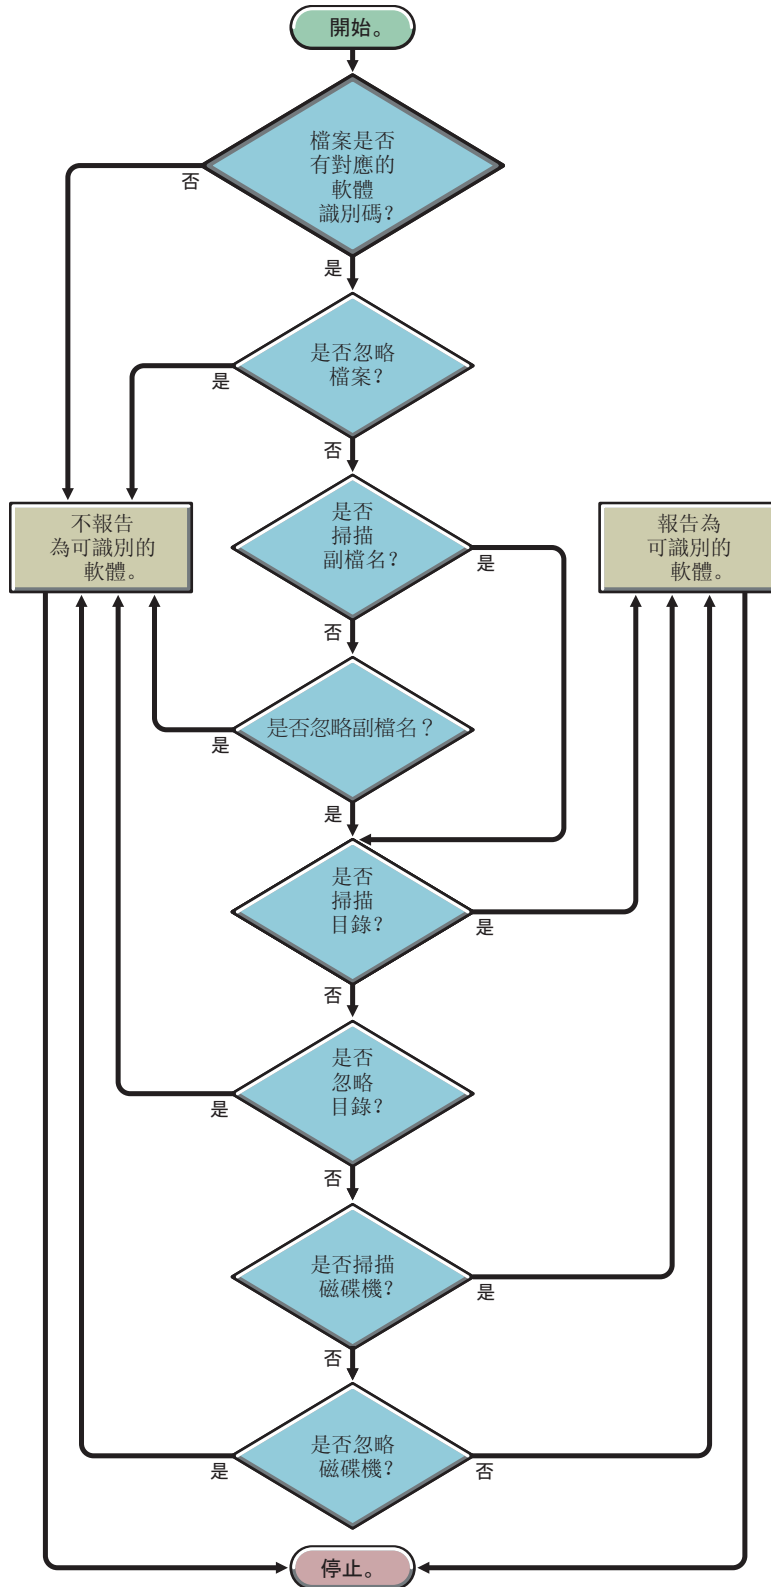 開始。
檔案是否
有對應的
軟體
識別碼?
否
是
是否忽略
檔案?
是
否
不報告
為可識別的
軟體。
是否
掃描
副檔名?
是
報告為
可識別的
軟體。
否
是否忽略副檔名?
是
是
是否
掃描
目錄?
是
否
是否
忽略
目錄?
是
否
是否掃描
磁碟機?
是
否
是否忽略
磁碟機?
是
否
停止。